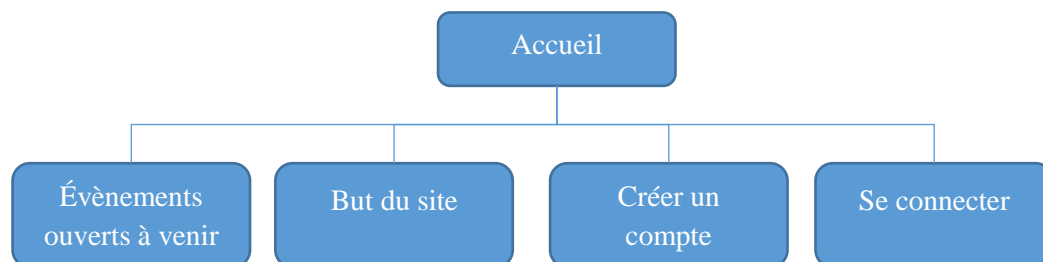 Accueil
Évènements
ouverts à venir
But du site
Créer un
compte
Se connecter